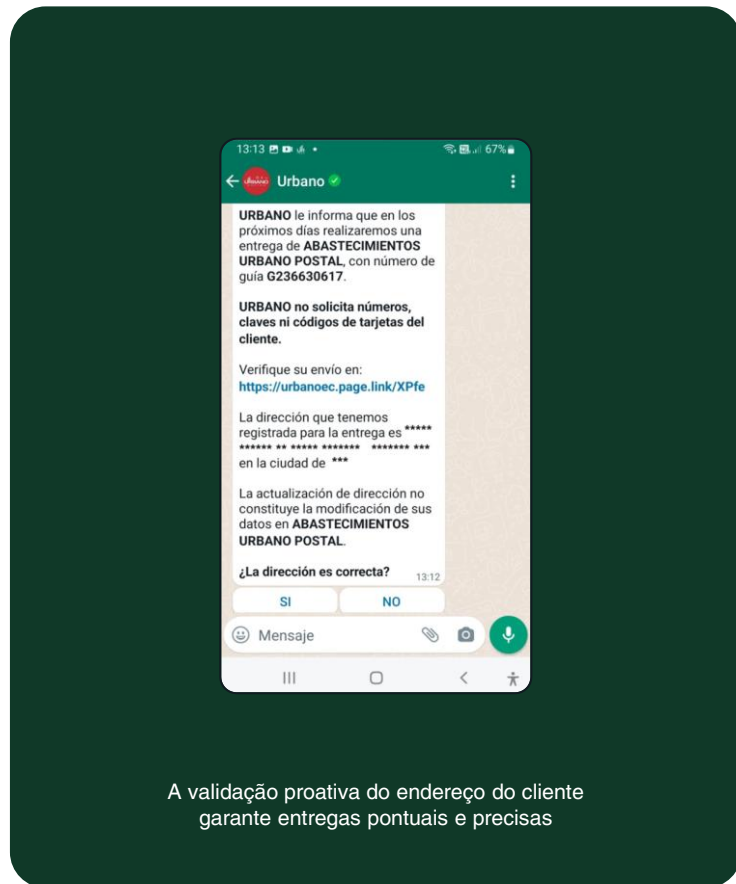 13:13
67%
URBANO
Urbano
URBANO le informa que en los
próximos días realizaremos una
entrega de ABASTECIMIENTOS
URBANO POSTAL, con número de
guía G236630617.
URBANO no solicita números,
claves ni códigos de tarjetas del
cliente.
Verifique su envío en:
https://urbanoec.page.link/XPfe
La dirección que tenemos
registrada para la entrega es *****
****** ** ***** ******* ******* ***
en la ciudad de ***
La actualización de dirección no
constituye la modificación de sus
datos en ABASTECIMIENTOS
URBANO POSTAL.
¿La dirección es correcta? 13:12
SI NO
Mensaje
A validação proativa do endereço do cliente
garante entregas pontuais e precisas